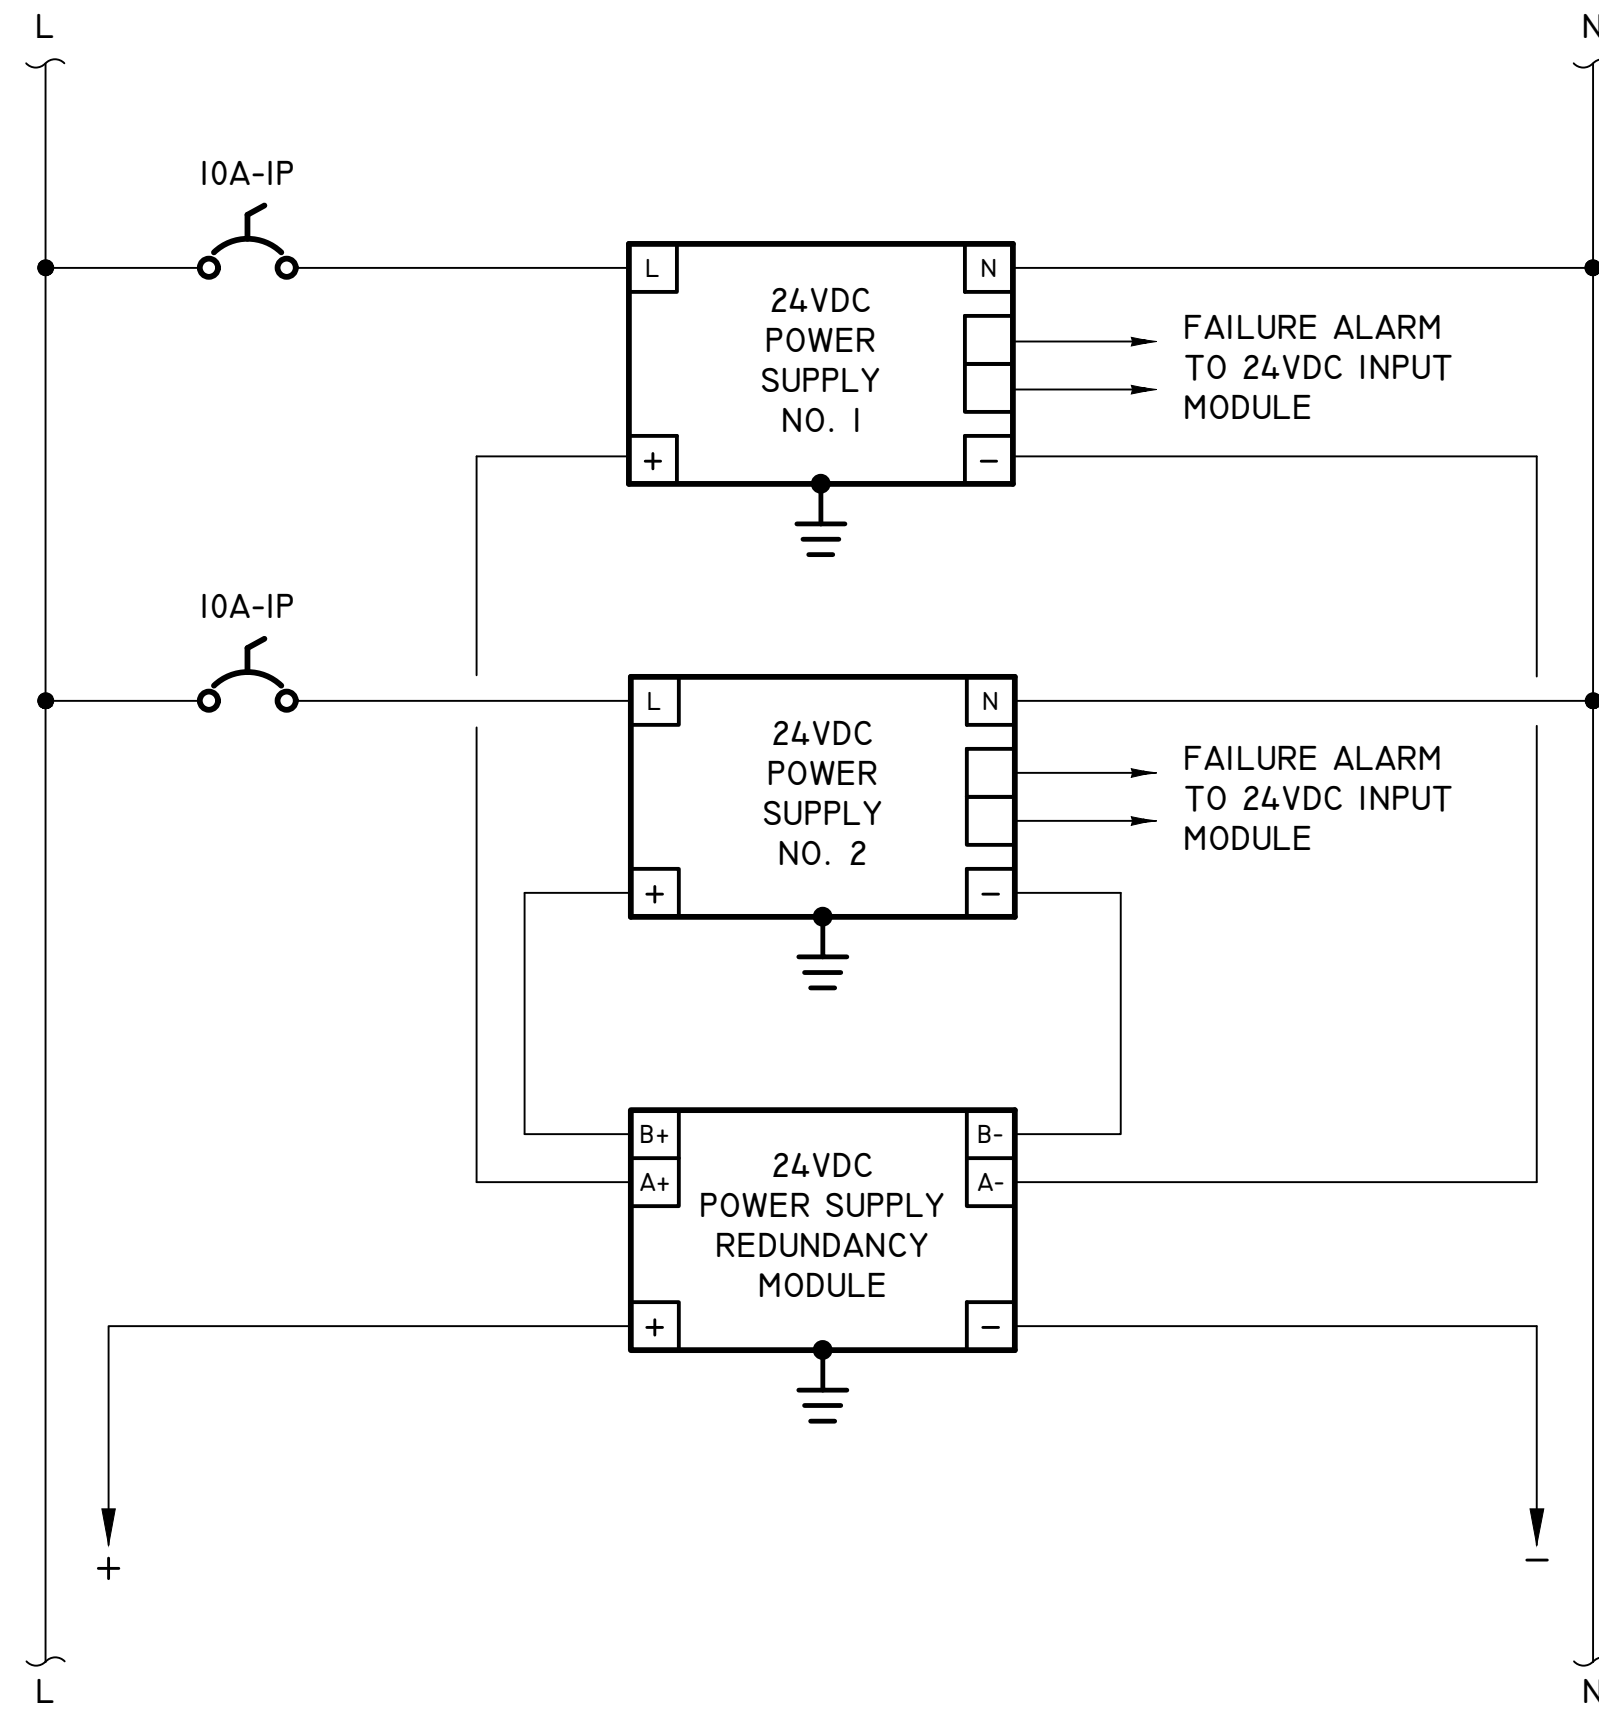 L N
10A-1P
L N
24VDC
POWER
SUPPLY
NO. 1
+ −
FAILURE ALARM
TO 24VDC INPUT
MODULE
10A-1P
L N
24VDC
POWER
SUPPLY
NO. 2
+ −
FAILURE ALARM
TO 24VDC INPUT
MODULE
B+ B-
A+ A-
24VDC
POWER SUPPLY
REDUNDANCY
MODULE
+ −
+ −
L N